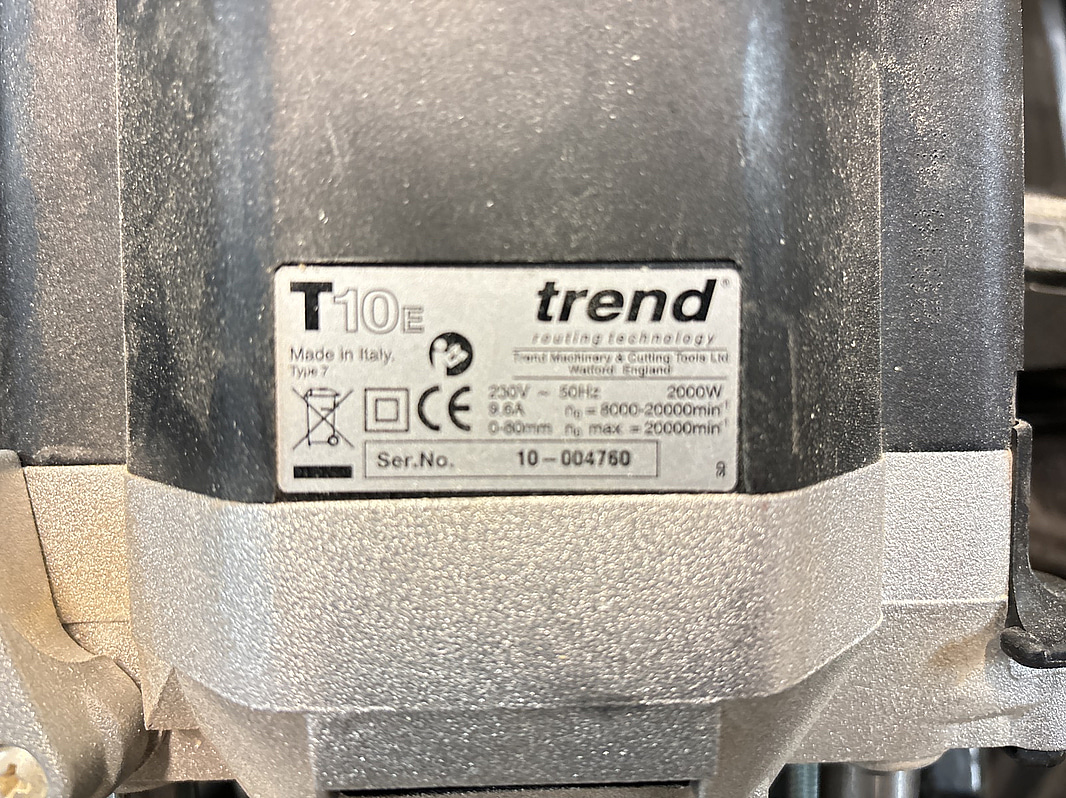 T10E
trend®
routing technology
Made in Italy.
Type 7
Trend Machinery & Cutting Tools Ltd
Watford England
CE
230V ~ 50Hz 2000W
9.6A n₀ = 8000-20000min⁻¹
0-80mm n₀ max. = 20000min⁻¹
Ser.No. 10-004760